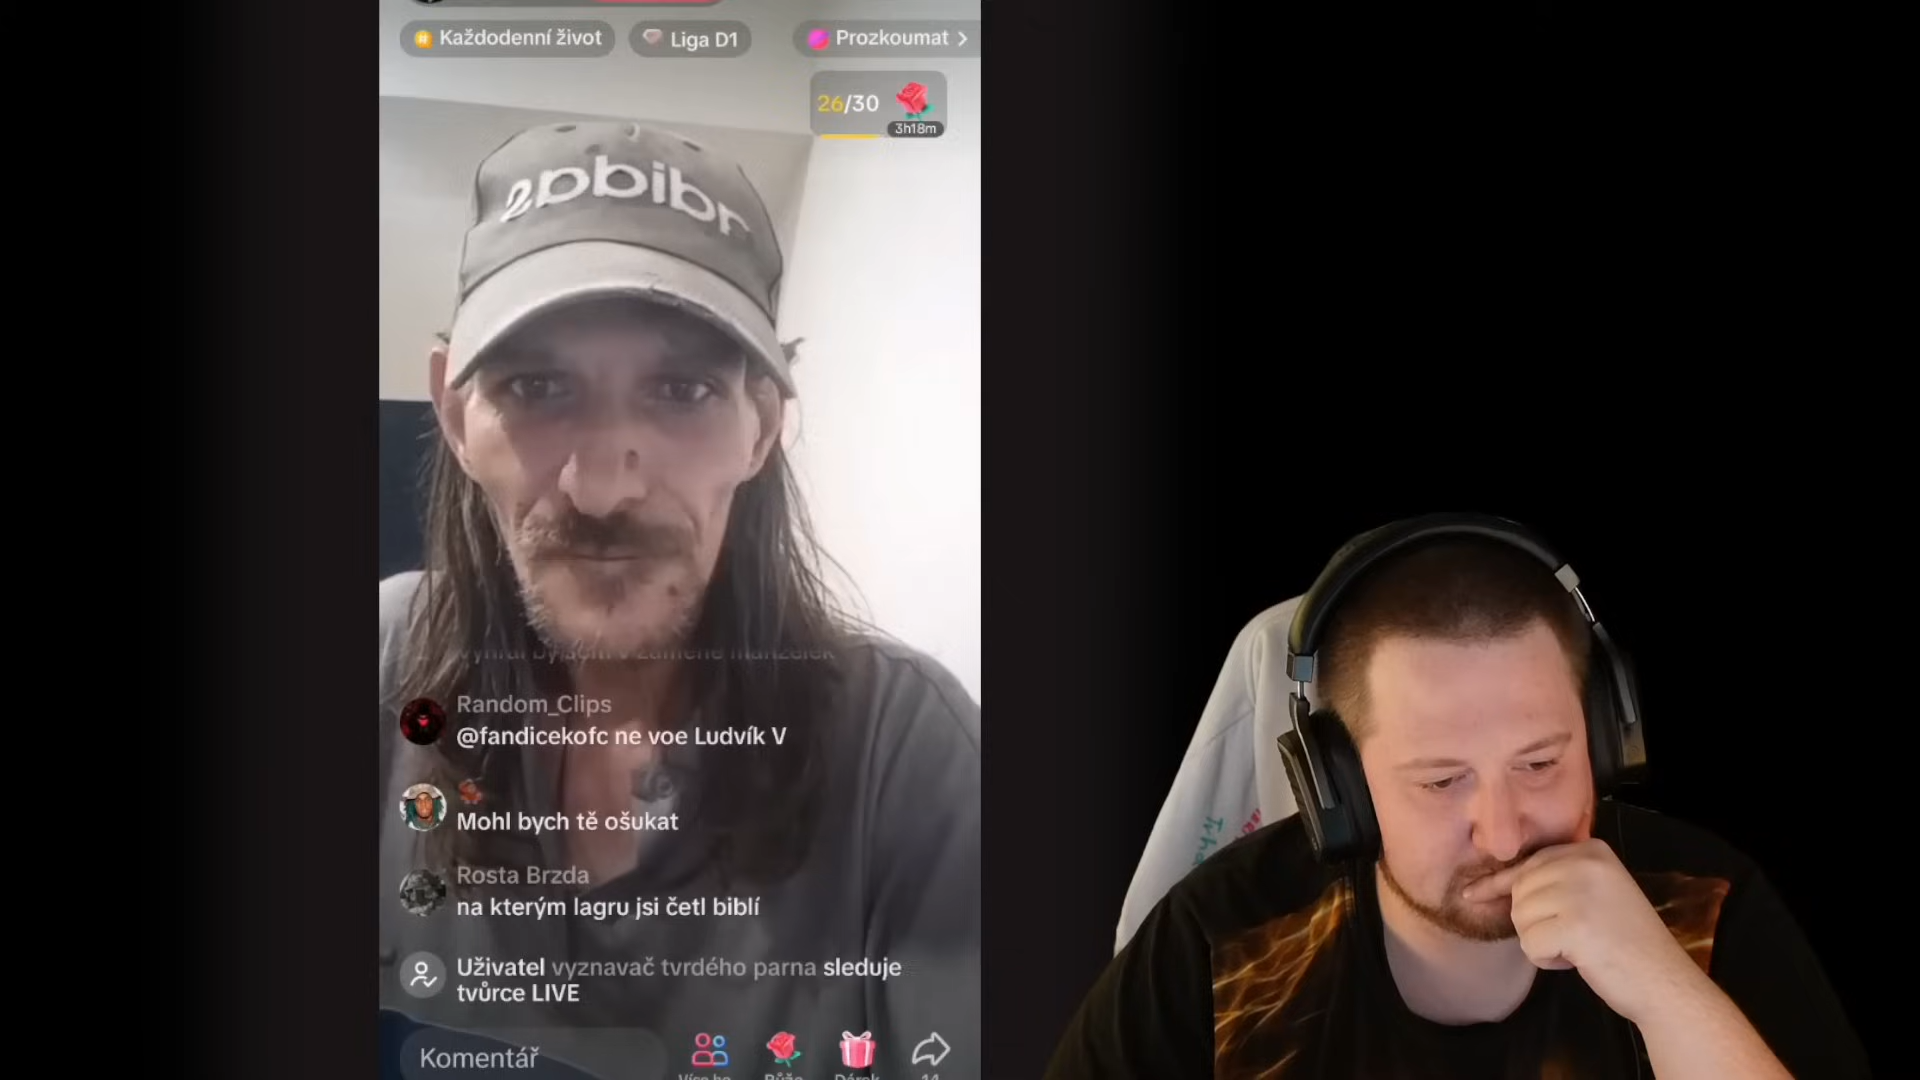 Každodenní život
Liga D1
Prozkoumat
26/30
3h18m
Random_Clips
@fandicekofc ne voe Ludvík V
Mohl bych tě ošukat
Rosta Brzda
na kterým lagru jsi četl biblí
Uživatel vyznavač tvrdého parna sleduje
tvůrce LIVE
Komentář